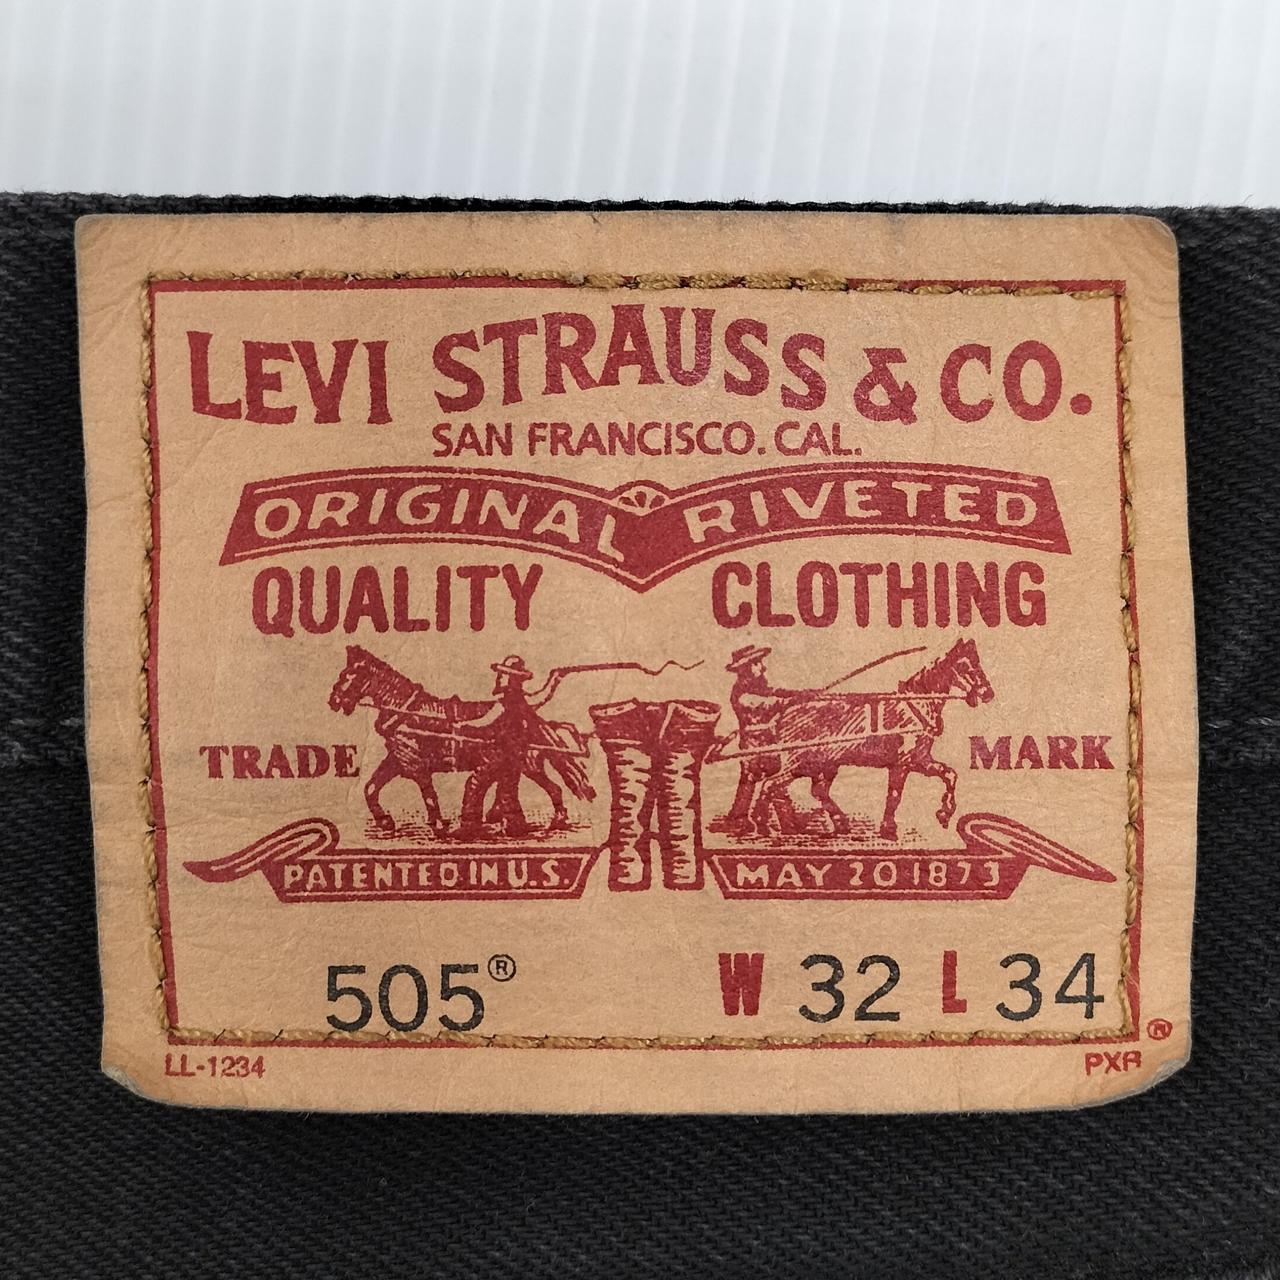 LEVI STRAUSS & CO.
SAN FRANCISCO. CAL.
ORIGINAL RIVETED
QUALITY CLOTHING
TRADE MARK
PATENTED IN U.S. MAY 20 1873
505® W 32 L 34
®
LL-1234 PXR